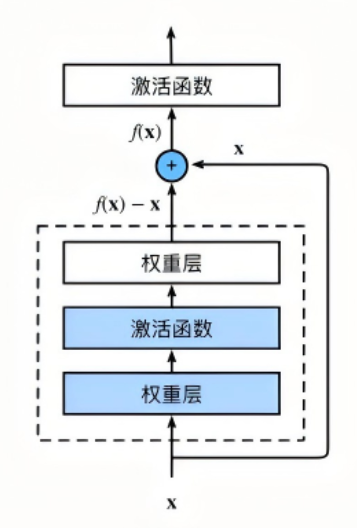 激活函数
f(x)
x
+
f(x) − x
权重层
激活函数
权重层
x